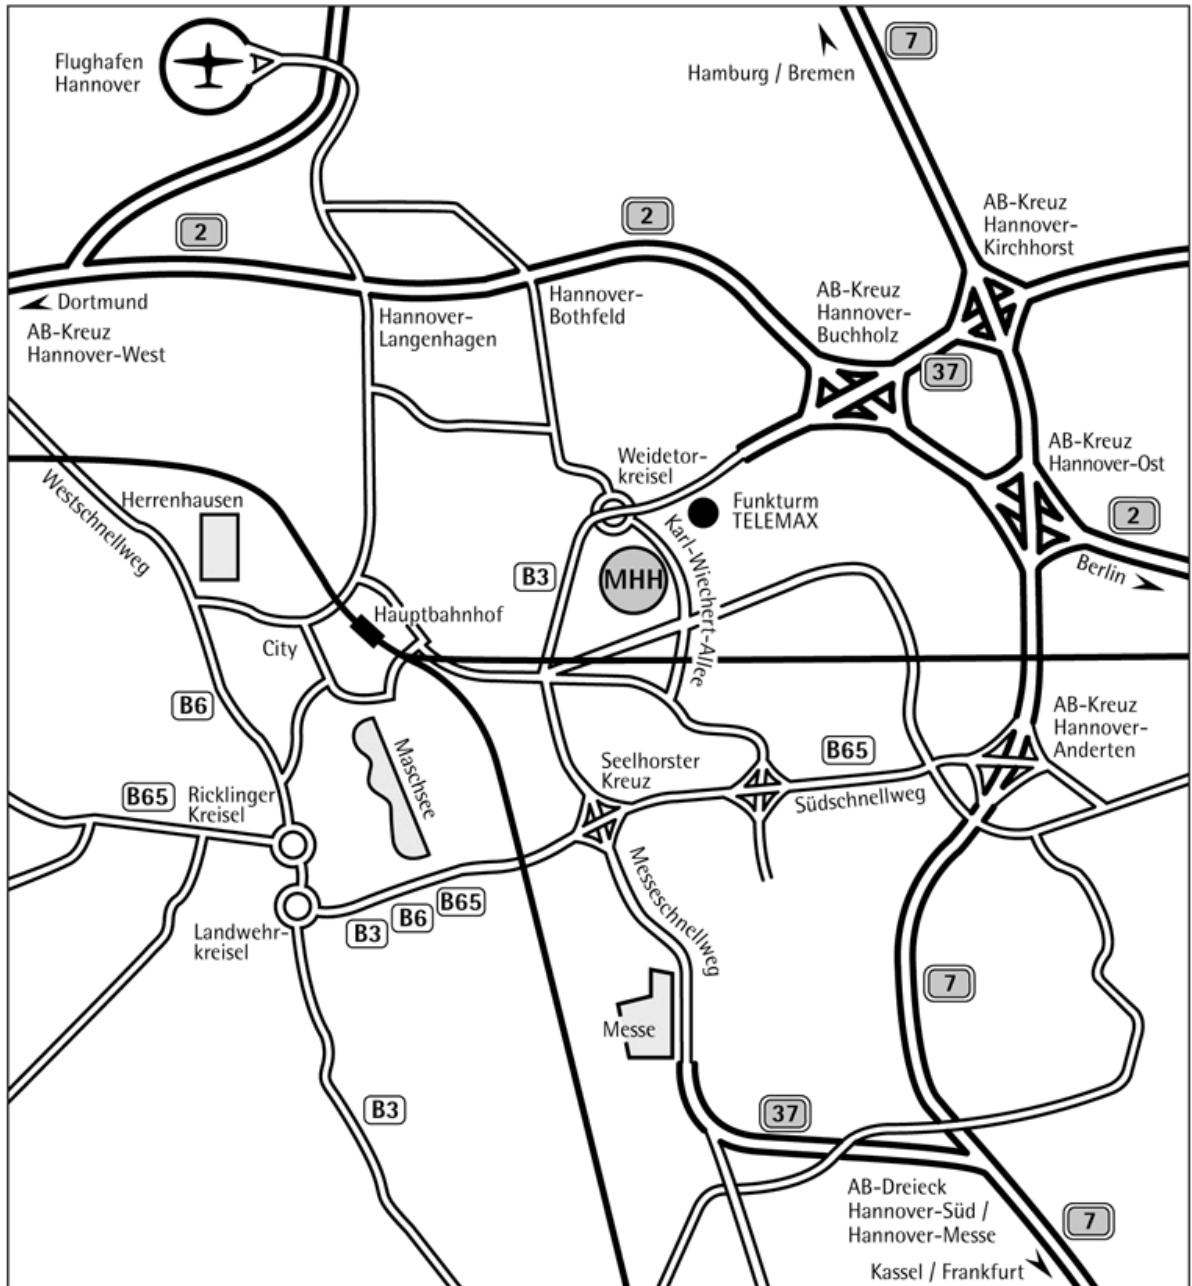 7
Flughafen
Hannover
Hamburg / Bremen
AB-Kreuz
Hannover-
Kirchhorst
2
2
Dortmund
AB-Kreuz
Hannover-West
Hannover-
Langenhagen
Hannover-
Bothfeld
AB-Kreuz
Hannover-
Buchholz
37
AB-Kreuz
Hannover-Ost
Weidetor-
kreisel
Westschnellweg
Herrenhausen
Funkturm
TELEMAX
2
Karl-Wiechert-Allee
B3
MHH
Berlin
Hauptbahnhof
City
B6
AB-Kreuz
Hannover-
Anderten
Maschsee
Seelhorster
Kreuz
B65
B65
Ricklinger
Kreisel
Südschnellweg
Messeschnellweg
B65
B6
B3
Landwehr-
kreisel
7
Messe
B3
37
AB-Dreieck
Hannover-Süd /
Hannover-Messe
7
Kassel / Frankfurt